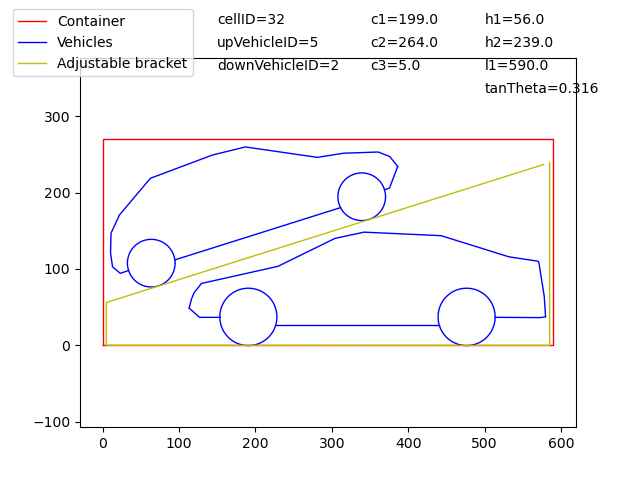 Container
Vehicles
Adjustable bracket
cellID=32
upVehicleID=5
downVehicleID=2
c1=199.0
c2=264.0
c3=5.0
h1=56.0
h2=239.0
l1=590.0
tanTheta=0.316
300
200
100
0
−100
0 100 200 300 400 500 600